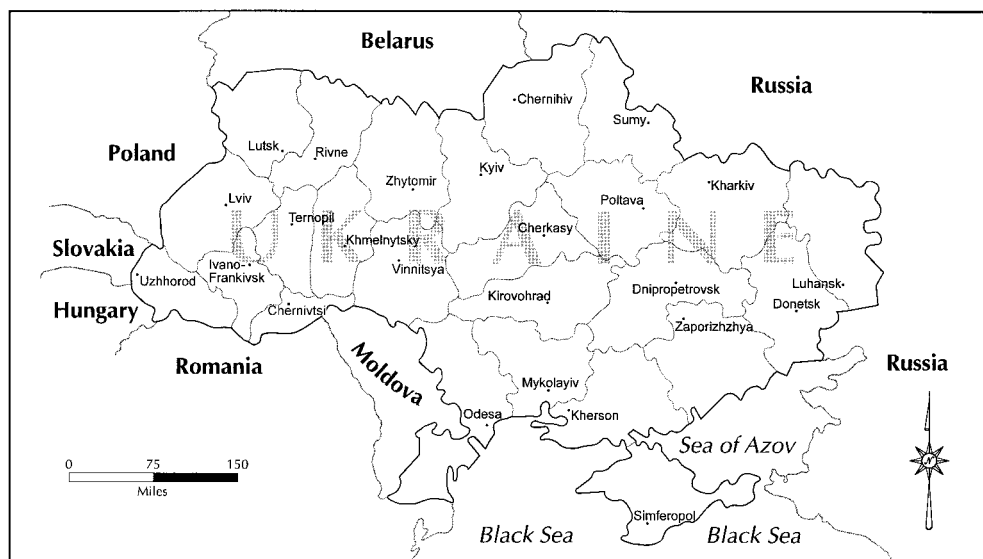 Belarus
Russia
Chernihiv
Sumy
Poland
Lutsk
Rivne
Kyiv
Zhytomir
Kharkiv
Lviv
Poltava
Ternopil
UKRAINE
Cherkasy
Slovakia
Khmelnytsky
Vinnitsya
Ivano-
Frankivsk
Uzhhorod
Luhansk
Dnipropetrovsk
Kirovohrad
Donetsk
Hungary
Chernivtsi
Zaporizhzhya
Romania
Moldova
Russia
Mykolayiv
Odesa
Kherson
Sea of Azov
0 75 150
Miles
N
Simferopol
Black Sea
Black Sea